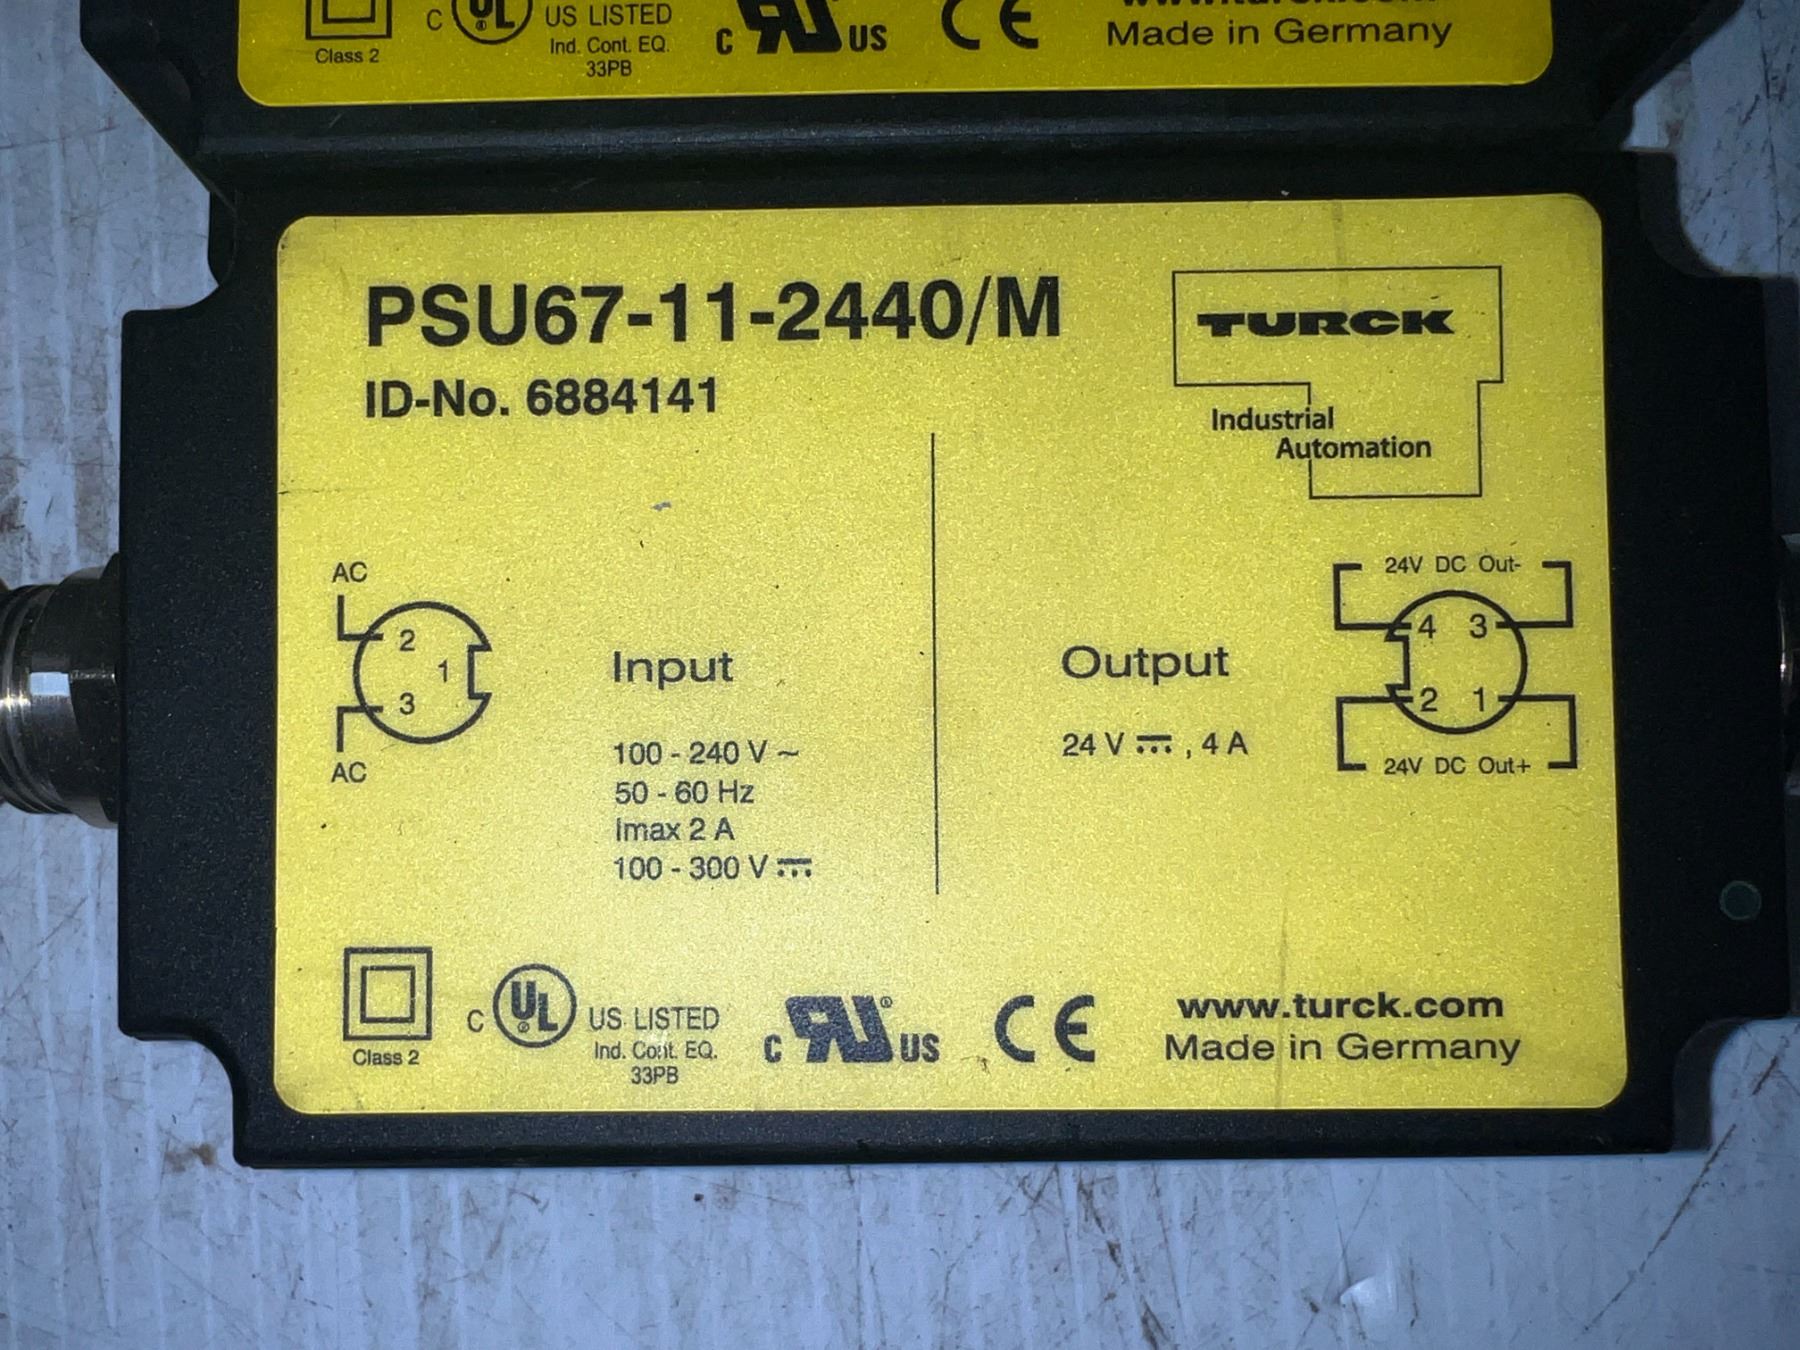 Class 2
C UL US LISTED
Ind. Cont. EQ.
33PB
C US
CE
Made in Germany
PSU67-11-2440/M
ID-No. 6884141
TURCK
Industrial
Automation
AC
2
1
3
AC
Input
100 - 240 V ~
50 - 60 Hz
Imax 2 A
100 - 300 V ⎓
Output
24 V ⎓ , 4 A
24V DC Out-
4 3
2 1
24V DC Out+
Class 2
C UL ® US LISTED
Ind. Cont. EQ.
33PB
C RU ® US
CE
www.turck.com
Made in Germany